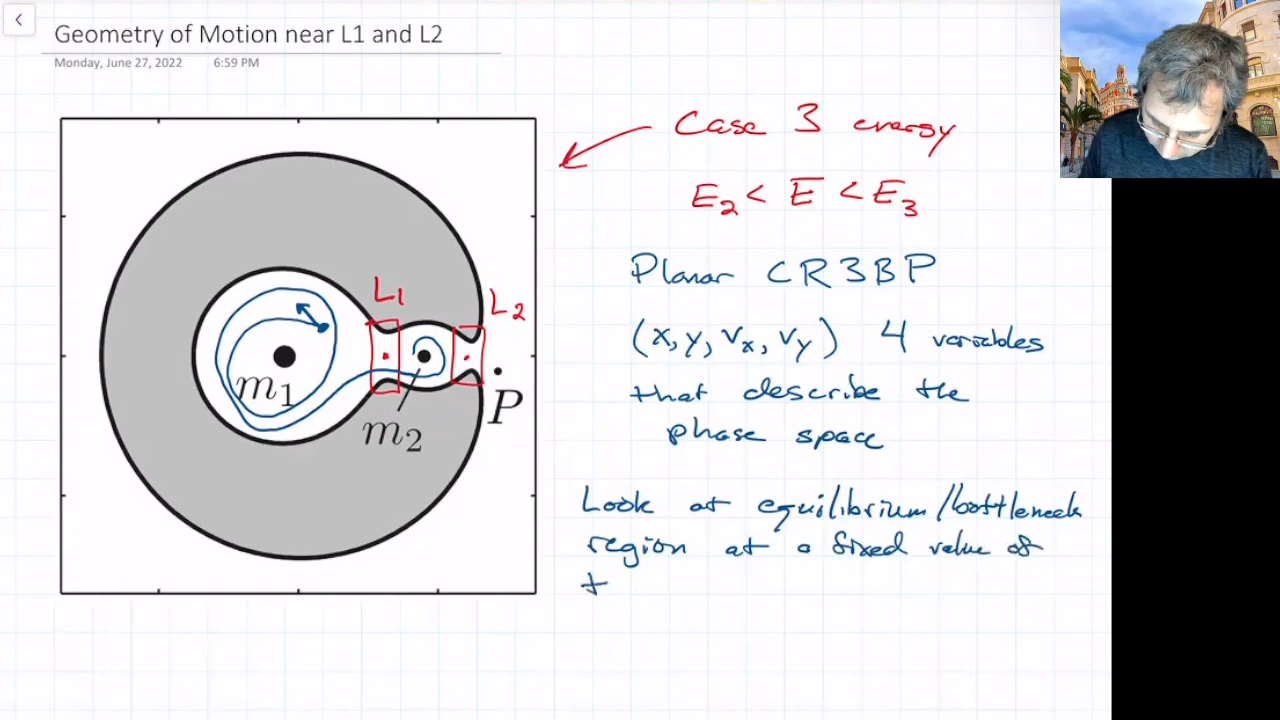 Geometry of Motion near L1 and L2
Monday, June 27, 2022 6:59 PM
Case 3 energy
E₂ < E < E₃
Planar CR3BP
(x, y, vₓ, v_y) 4 variables
that describe the
phase space
L₁
L₂
m₁
m₂
P
Look at equilibrium/bottleneck
region at a fixed value of
t